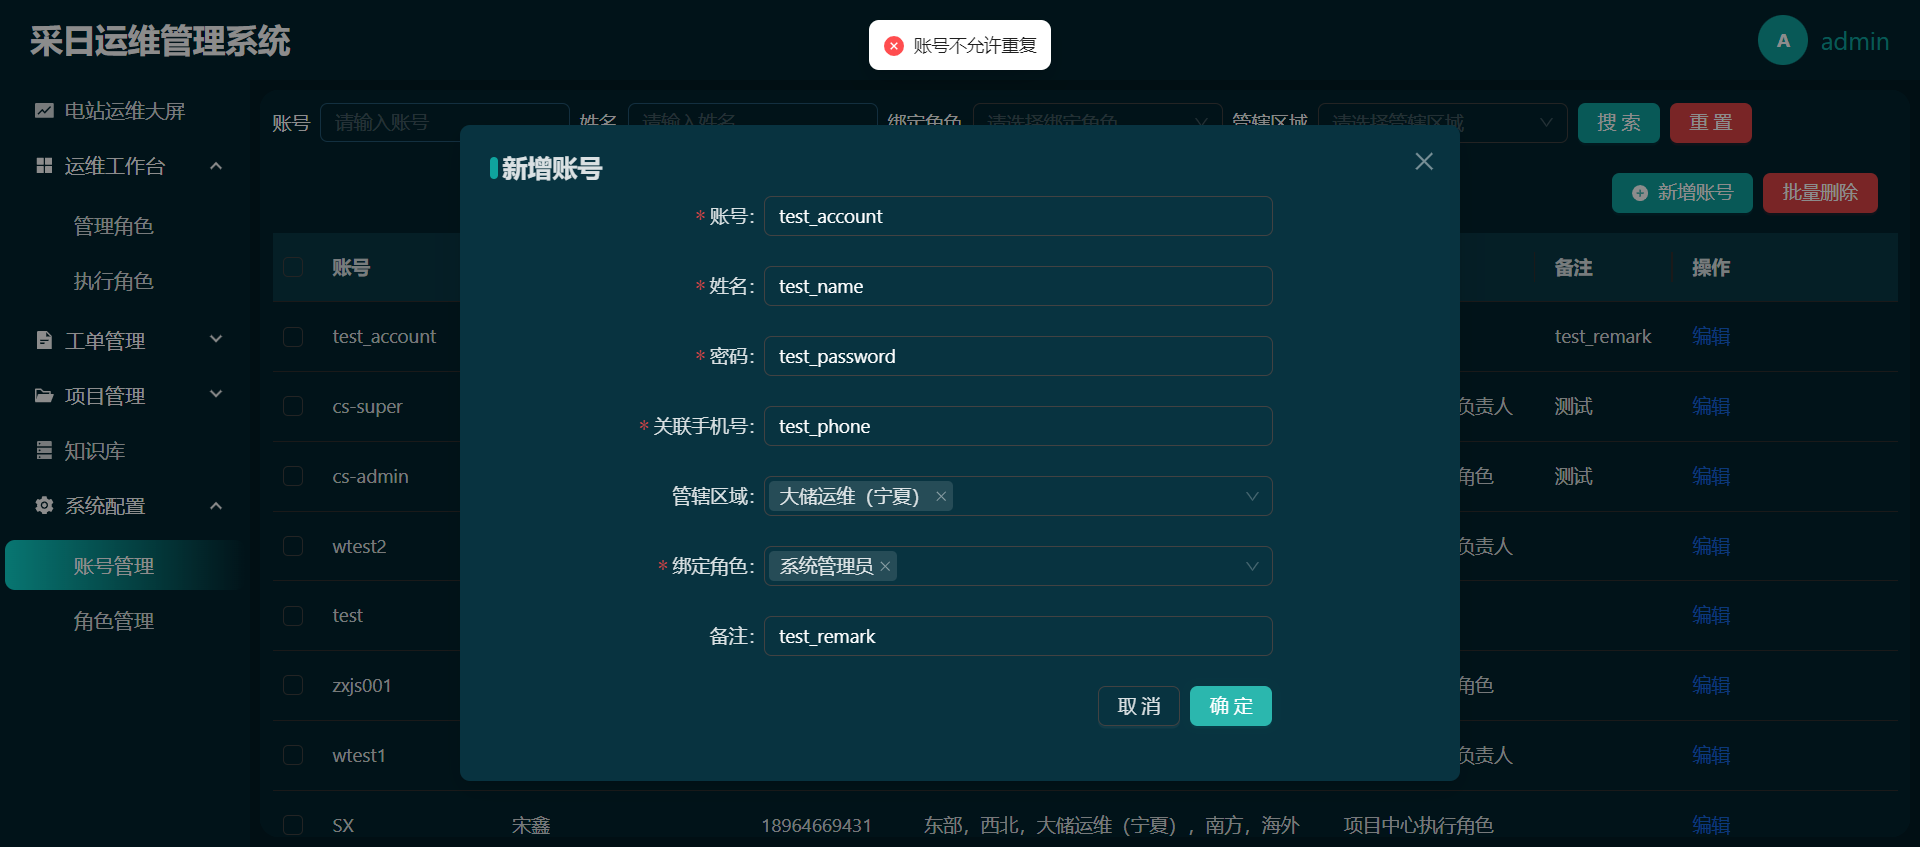 采日运维管理系统
账号不允许重复
A
admin
电站运维大屏
运维工作台
管理角色
执行角色
工单管理
项目管理
知识库
系统配置
账号管理
角色管理
账号 请输入账号 姓名 请输入姓名 绑定角色 请选择绑定角色 管辖区域 请选择管辖区域 搜 索 重 置
新增账号 批量删除
账号 备注 操作
test_account test_remark 编辑
cs-super 负责人 测试 编辑
cs-admin 角色 测试 编辑
wtest2 负责人 编辑
test 编辑
zxjs001 角色 编辑
wtest1 负责人 编辑
SX 宋鑫 18964669431 东部，西北，大储运维（宁夏），南方，海外 项目中心执行角色 编辑
新增账号
* 账号: test_account
* 姓名: test_name
* 密码: test_password
* 关联手机号: test_phone
管辖区域: 大储运维（宁夏）
* 绑定角色: 系统管理员
备注: test_remark
取 消 确 定